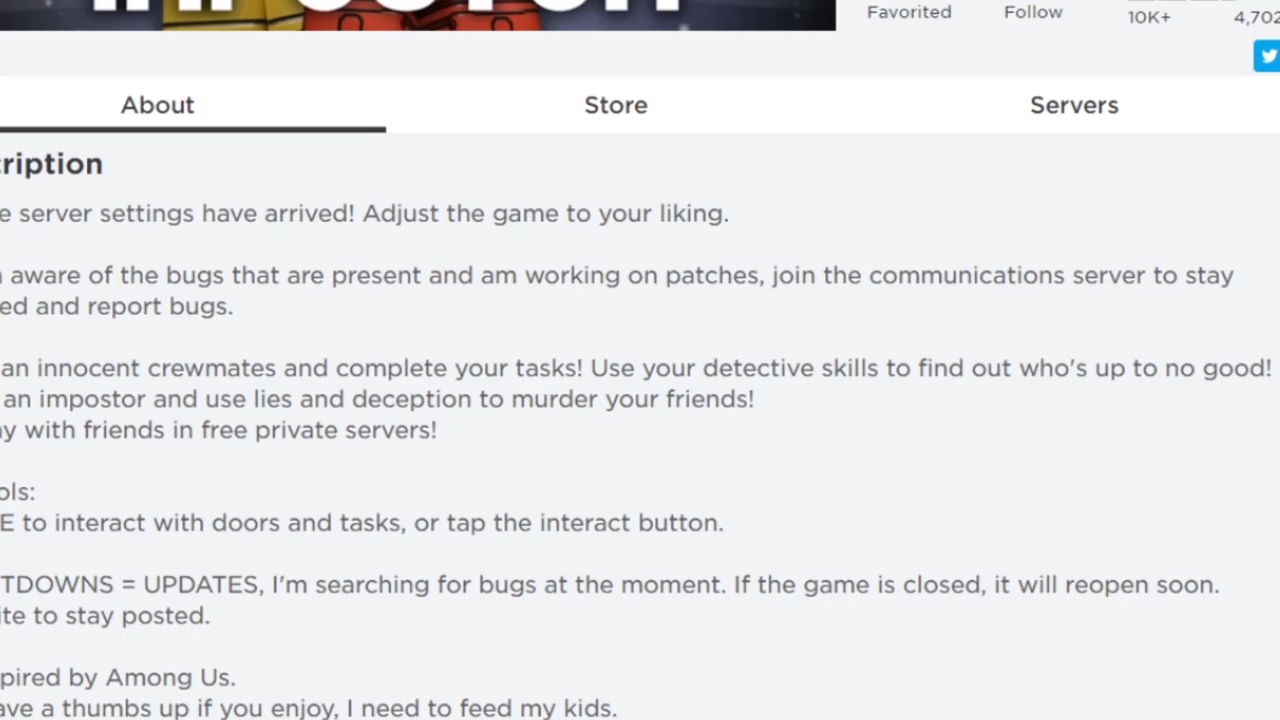 IMPOSTOR
Favorited Follow 10K+ 4,702
About Store Servers
cription
e server settings have arrived! Adjust the game to your liking.
aware of the bugs that are present and am working on patches, join the communications server to stay
ed and report bugs.
an innocent crewmates and complete your tasks! Use your detective skills to find out who's up to no good!
an impostor and use lies and deception to murder your friends!
ay with friends in free private servers!
ols:
E to interact with doors and tasks, or tap the interact button.
TDOWNS = UPDATES, I'm searching for bugs at the moment. If the game is closed, it will reopen soon.
ite to stay posted.
pired by Among Us.
ave a thumbs up if you enjoy, I need to feed my kids.